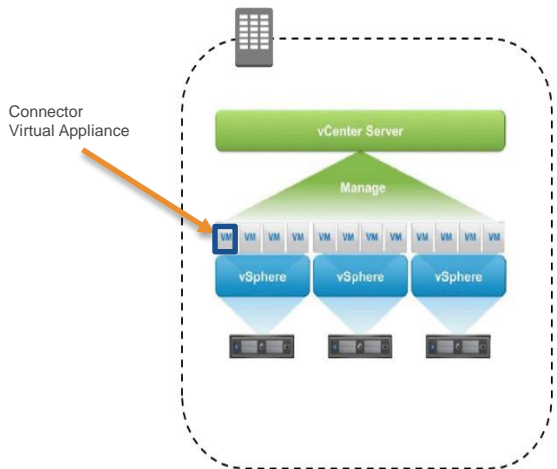 Connector
Virtual Appliance
vCenter Server
Manage
VM VM VM VM VM VM VM VM VM VM VM VM
vSphere vSphere vSphere